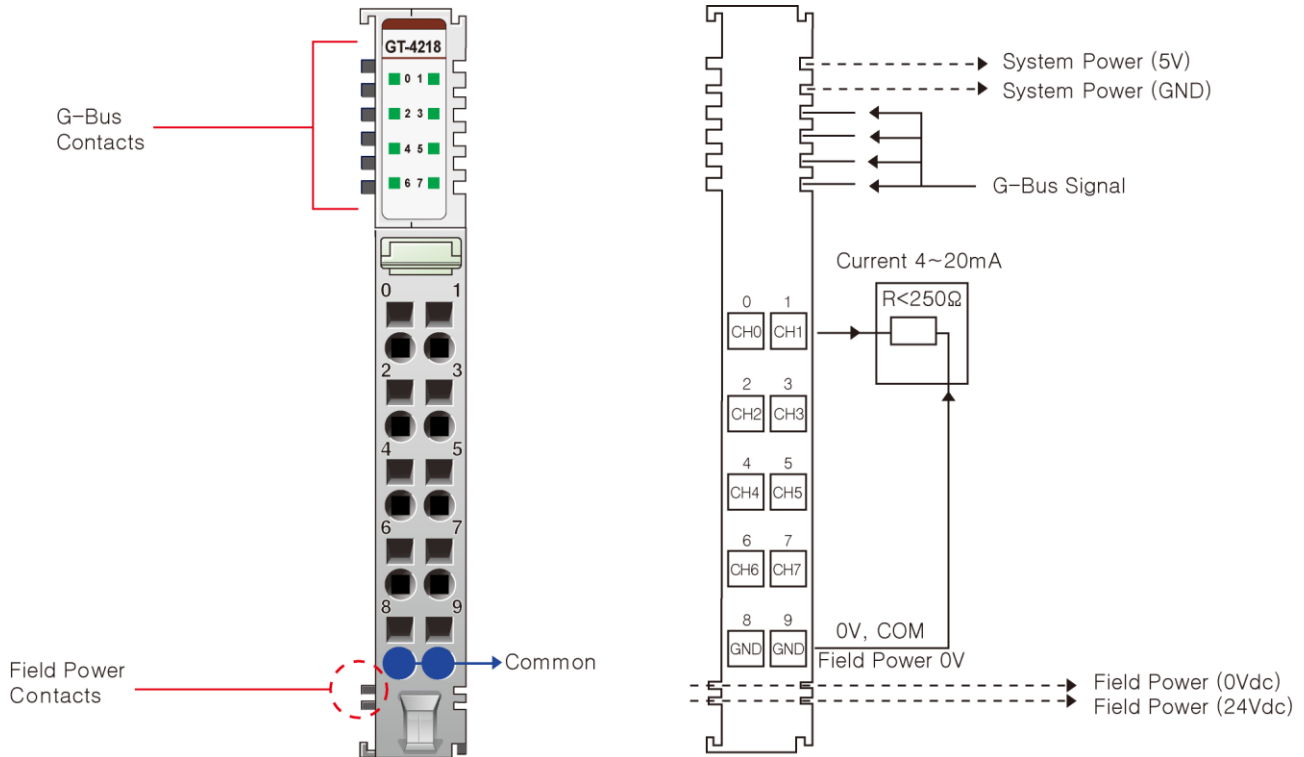 GT-4218
0 1
2 3
4 5
6 7
G-Bus
Contacts
0 1
2 3
4 5
6 7
8 9
Common
Field Power
Contacts
System Power (5V)
System Power (GND)
G-Bus Signal
Current 4~20mA
R<250Ω
0 1
CH0 CH1
2 3
CH2 CH3
4 5
CH4 CH5
6 7
CH6 CH7
8 9
GND GND
0V, COM
Field Power 0V
Field Power (0Vdc)
Field Power (24Vdc)